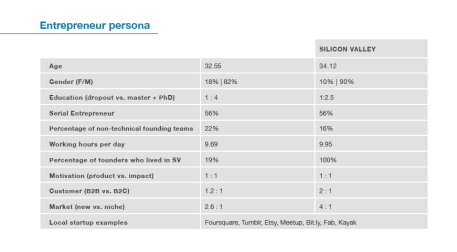 Entrepreneur persona
SILICON VALLEY
Age 32.55 34.12
Gender (F/M) 18% | 82% 10% | 90%
Education (dropout vs. master + PhD) 1 : 4 1:2.5
Serial Entrepreneur 56% 56%
Percentage of non-technical founding teams 22% 16%
Working hours per day 9.69 9.95
Percentage of founders who lived in SV 19% 100%
Motivation (product vs. impact) 1 : 1 1 : 1
Customer (B2B vs. B2C) 1.2 : 1 2 : 1
Market (new vs. niche) 2.6 : 1 4 : 1
Local startup examples Foursquare, Tumblr, Etsy, Meetup, Bit.ly, Fab, Kayak